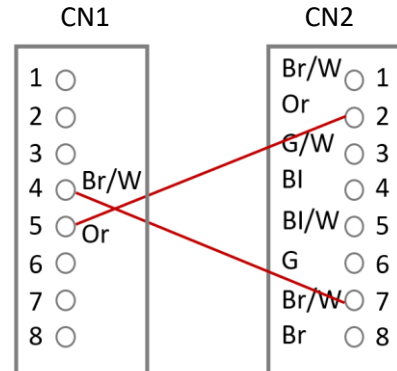 CN1
CN2
1
2
3
4 Br/W
5 Or
6
7
8
Br/W 1
Or 2
G/W 3
Bl 4
Bl/W 5
G 6
Br/W 7
Br 8